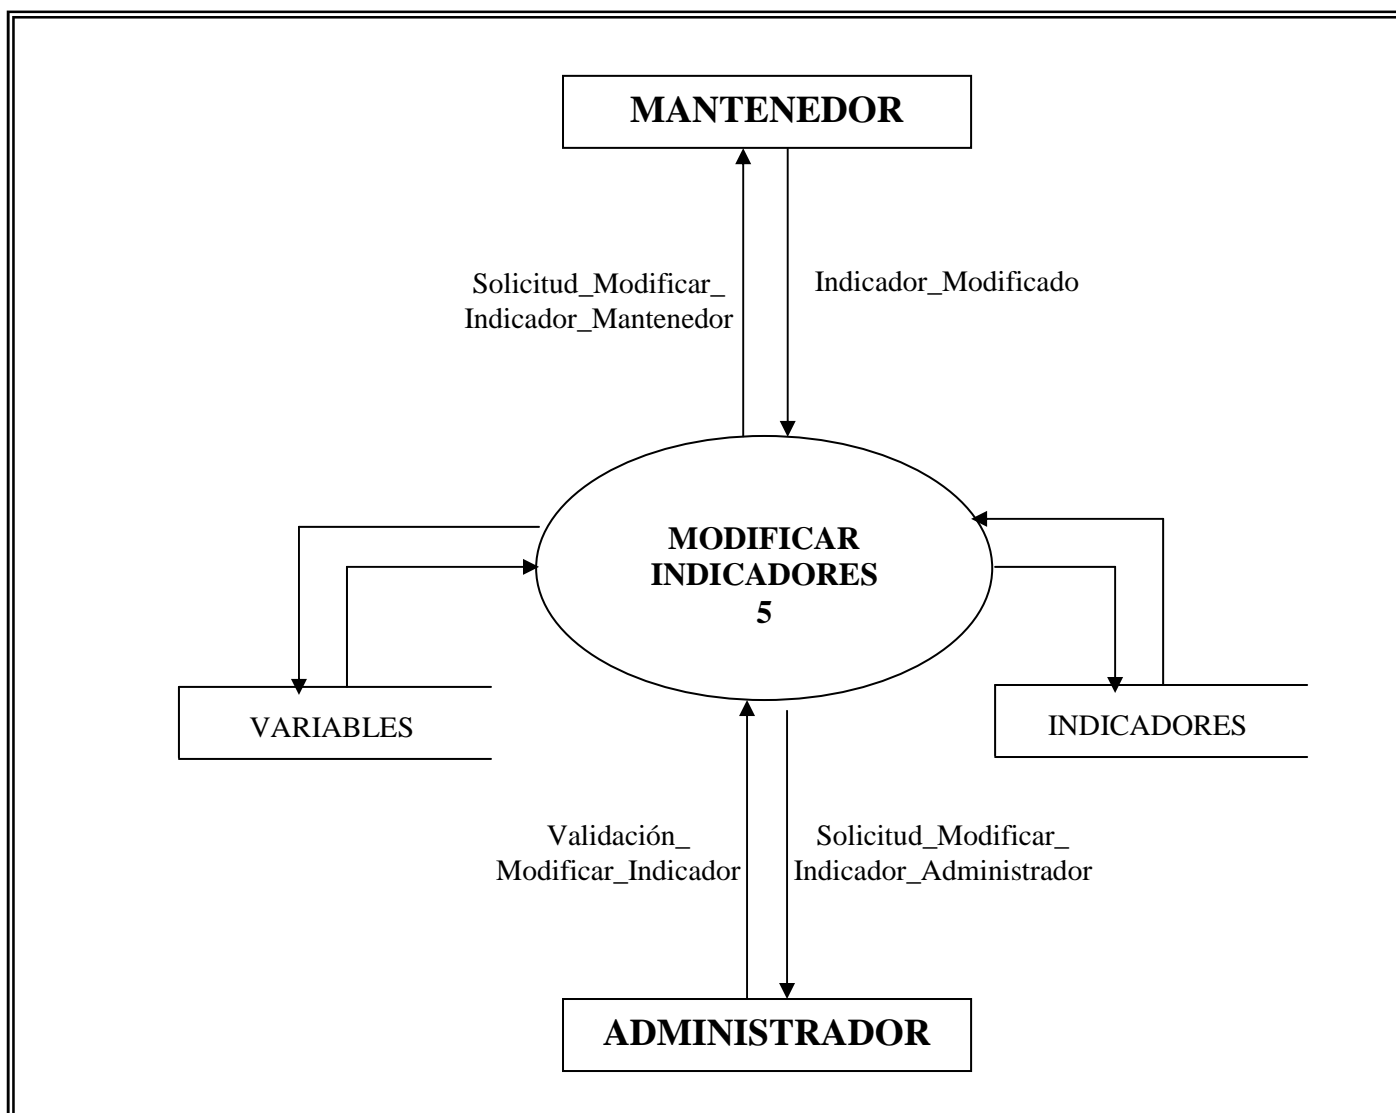 MANTENEDOR
Solicitud_Modificar_
Indicador_Mantenedor
Indicador_Modificado
MODIFICAR
INDICADORES
5
VARIABLES
INDICADORES
Validación_
Modificar_Indicador
Solicitud_Modificar_
Indicador_Administrador
ADMINISTRADOR